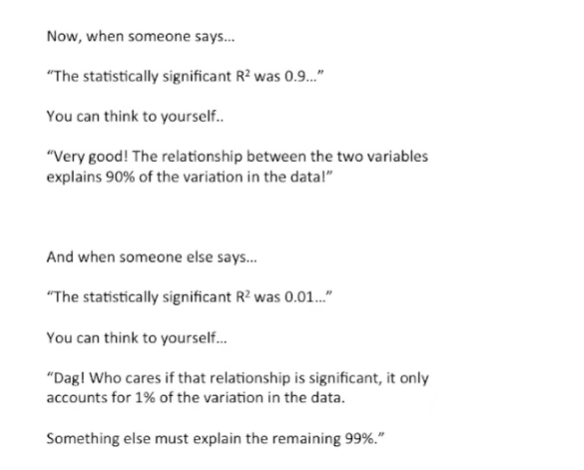 Now, when someone says...
“The statistically significant R² was 0.9...”
You can think to yourself..
“Very good! The relationship between the two variables
explains 90% of the variation in the data!”
And when someone else says...
“The statistically significant R² was 0.01...”
You can think to yourself...
“Dag! Who cares if that relationship is significant, it only
accounts for 1% of the variation in the data.
Something else must explain the remaining 99%.”